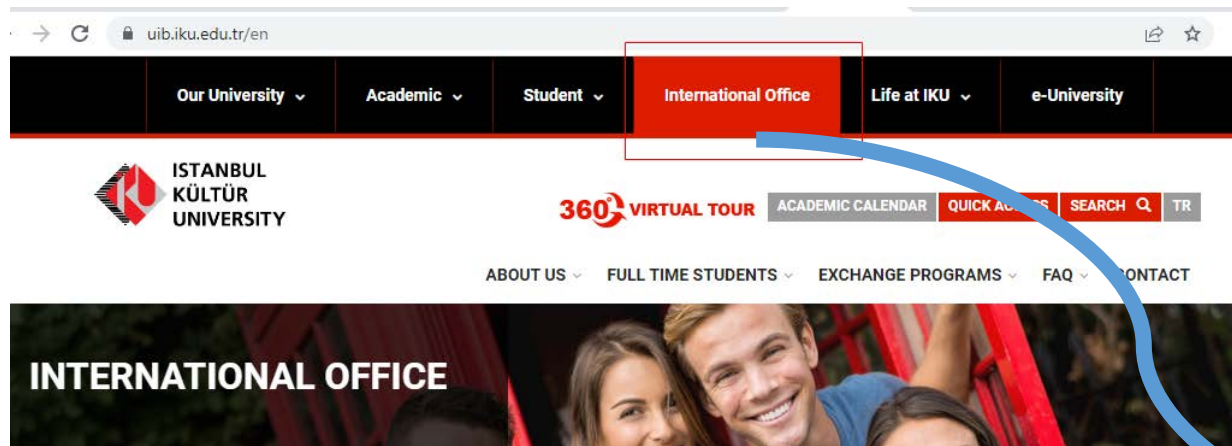 uib.iku.edu.tr/en
Our University Academic Student International Office Life at IKU e-University
ISTANBUL
KÜLTÜR
UNIVERSITY
360° VIRTUAL TOUR ACADEMIC CALENDAR QUICK SEARCH TR
ABOUT US FULL TIME STUDENTS EXCHANGE PROGRAMS FAQ CONTACT
INTERNATIONAL OFFICE